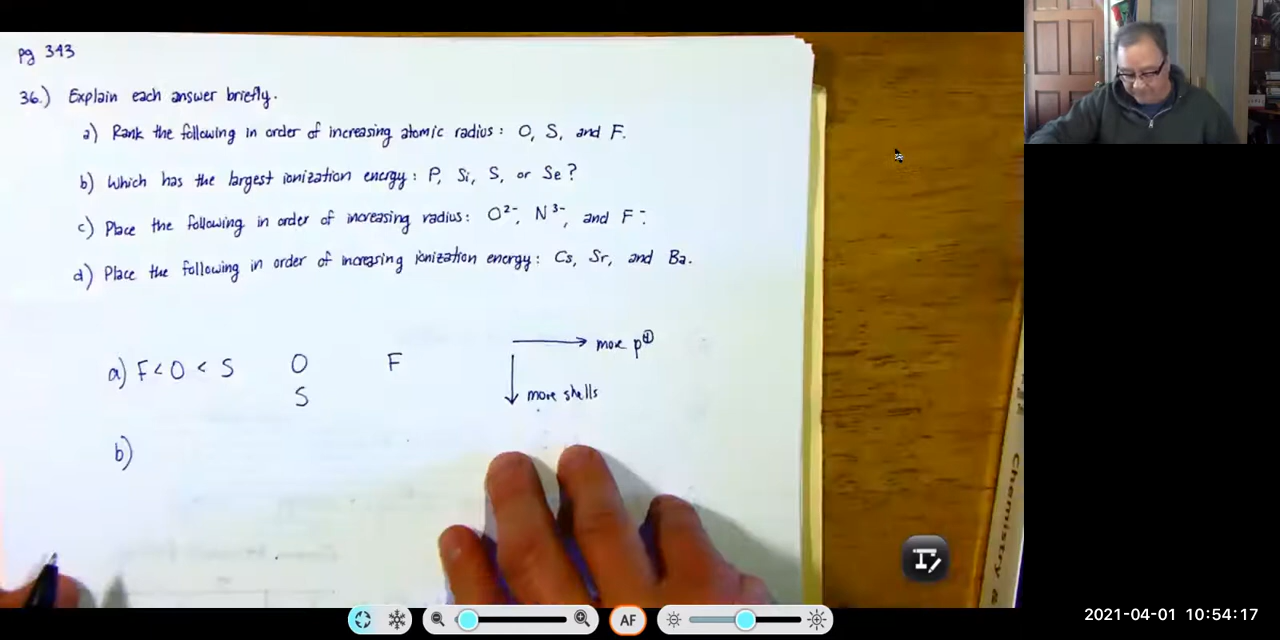 pg 343
36.) Explain each answer briefly.
a) Rank the following in order of increasing atomic radius: O, S, and F.
b) Which has the largest ionization energy: P, Si, S, or Se?
c) Place the following in order of increasing radius: O²⁻, N³⁻, and F⁻.
d) Place the following in order of increasing ionization energy: Cs, Sr, and Ba.
→ more p⊕
a) F < O < S O F
S
↓ more shells
b)
Chemistry &
AF
2021-04-01 10:54:17